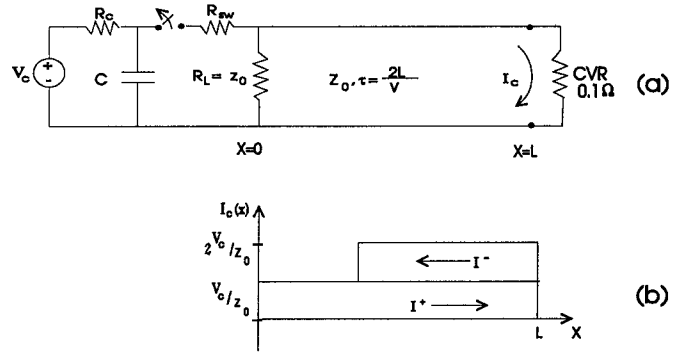 R_c
R_sw
V_c
+
-
C
R_L = Z_0
Z_0, τ = 2L/V
I_c
CVR
0.1Ω
(a)
X=0
X=L
I_c(x)
2V_c/Z_0
V_c/Z_0
I^-
I^+
(b)
L
X